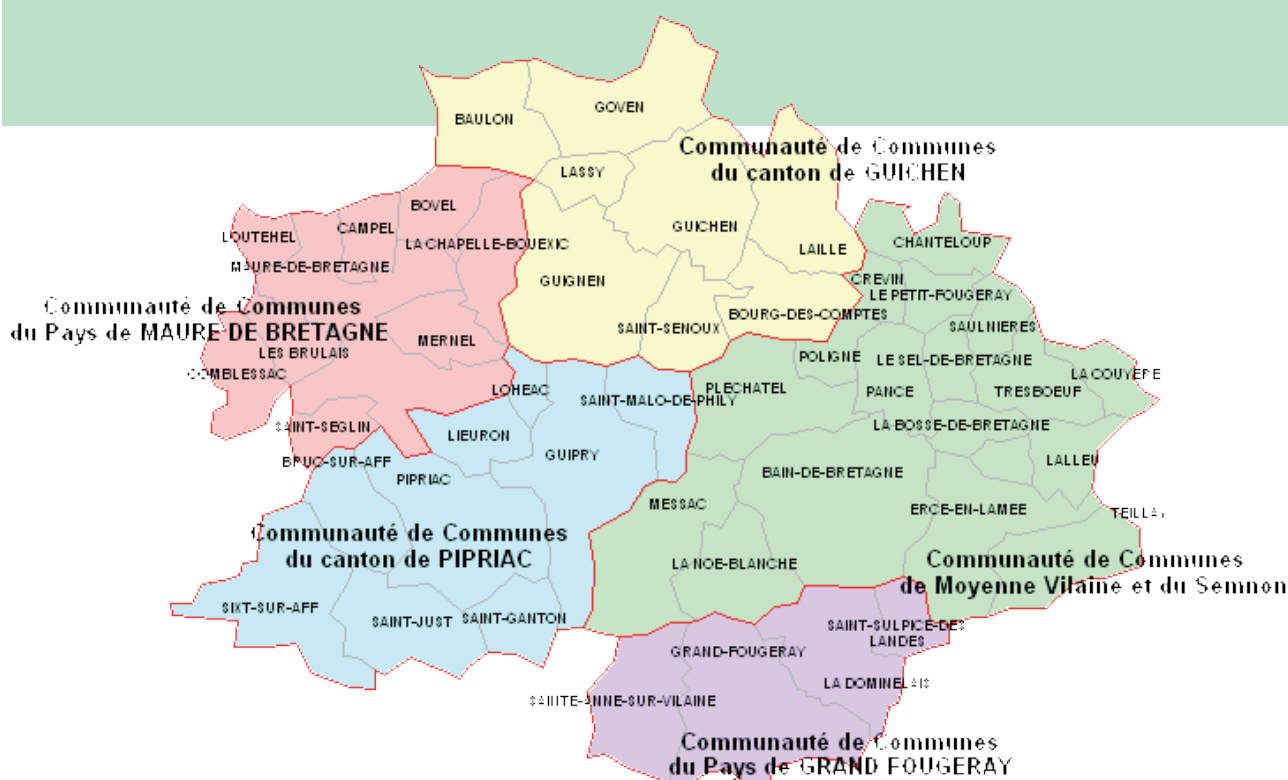 GOVEN
BAULON
Communauté de Communes
du canton de GUICHEN
LASSY
BOVEL
CAMPEL
GUICHEN
LOUTEHEL
LA CHAPELLE-BOUEXIC
LAILLE
CHANTELOUP
MAURE-DE-BRETAGNE
GUIGNEN
CREVIN
LE PETIT-FOUGERAY
Communauté de Communes
du Pays de MAURE DE BRETAGNE
BOURG-DES-COMPTES
SAINT-SENOUX
SAULNIERES
MERNEL
LES BRULAIS
POLIGNE
LE SEL-DE-BRETAGNE
COMBLESSAC
LA COUYERE
LOHEAC
PLECHATEL
PANCE
TRESBOEUF
SAINT-MALO-DE-PHILY
SAINT-SEGLIN
LA BOSSE-DE-BRETAGNE
LIEURON
GUIPRY
BRUC-SUR-AFF
LALLEU
PIPRIAC
BAIN-DE-BRETAGNE
MESSAC
ERCE-EN-LAMEE
TEILLAY
Communauté de Communes
du canton de PIPRIAC
LA NOE-BLANCHE
Communauté de Communes
de Moyenne Vilaine et du Semnon
SIXT-SUR-AFF
SAINT-JUST
SAINT-GANTON
SAINT-SULPICE-DES
LANDES
GRAND-FOUGERAY
LA DOMINELAIS
SAINTE-ANNE-SUR-VILAINE
Communauté de Communes
du Pays de GRAND FOUGERAY